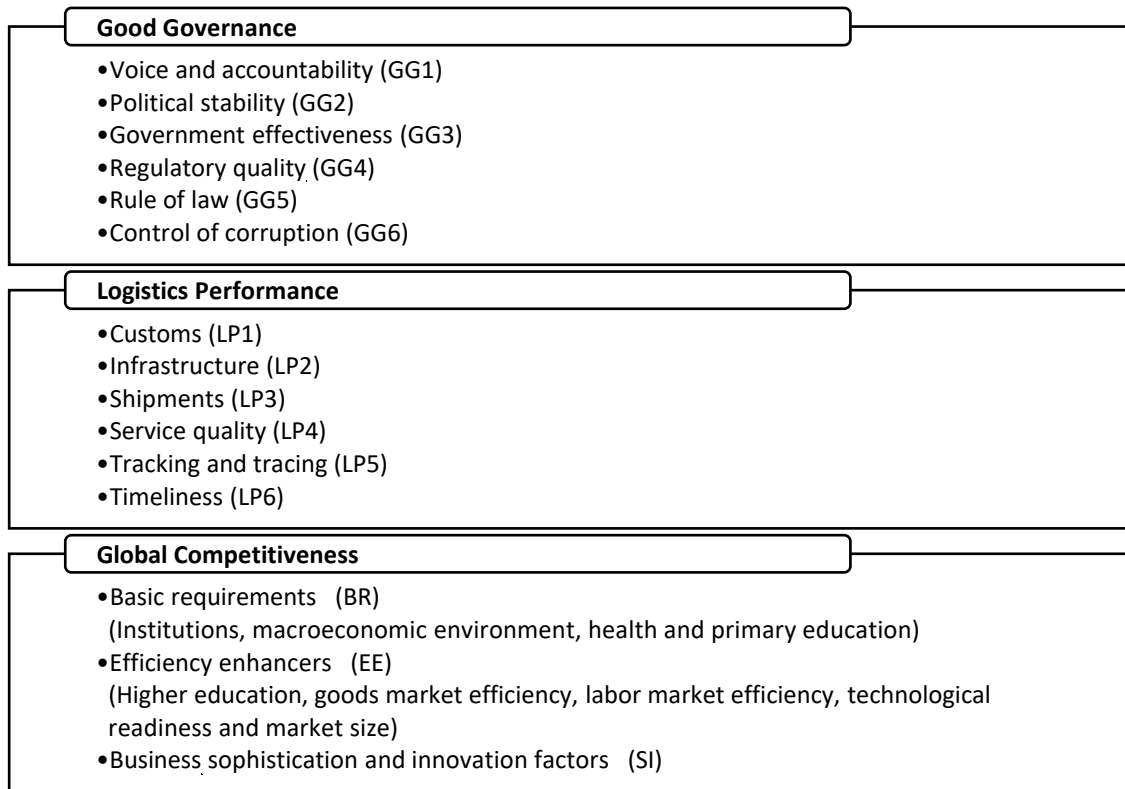 Good Governance
•Voice and accountability (GG1)
•Political stability (GG2)
•Government effectiveness (GG3)
•Regulatory quality (GG4)
•Rule of law (GG5)
•Control of corruption (GG6)
Logistics Performance
•Customs (LP1)
•Infrastructure (LP2)
•Shipments (LP3)
•Service quality (LP4)
•Tracking and tracing (LP5)
•Timeliness (LP6)
Global Competitiveness
•Basic requirements (BR)
(Institutions, macroeconomic environment, health and primary education)
•Efficiency enhancers (EE)
(Higher education, goods market efficiency, labor market efficiency, technological
readiness and market size)
•Business sophistication and innovation factors (SI)